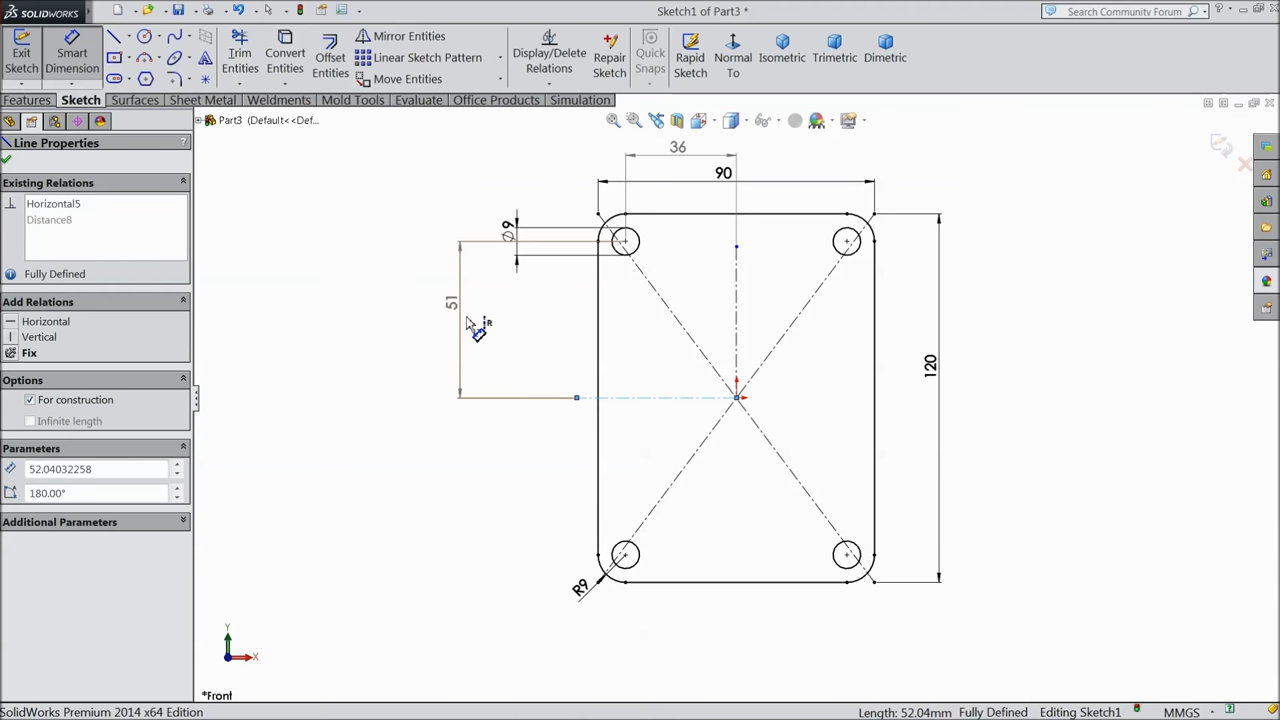 SOLIDWORKS
Sketch1 of Part3 *
Search Community Forum
Exit Sketch
Smart Dimension
Trim Entities
Convert Entities
Offset Entities
Mirror Entities
Linear Sketch Pattern
Move Entities
Display/Delete Relations
Repair Sketch
Quick Snaps
Rapid Sketch
Normal To
Isometric
Trimetric
Dimetric
Features
Sketch
Surfaces
Sheet Metal
Weldments
Mold Tools
Evaluate
Office Products
Simulation
Part3 (Default<<Def...
Line Properties
?
Existing Relations
Horizontal5
Distance8
Fully Defined
Add Relations
Horizontal
Vertical
Fix
Options
For construction
Infinite length
Parameters
52.04032258
180.00°
Additional Parameters
36
90
Ø9
51
120
R9
R
Y
X
*Front
SolidWorks Premium 2014 x64 Edition
Length: 52.04mm
Fully Defined
Editing Sketch1
MMGS